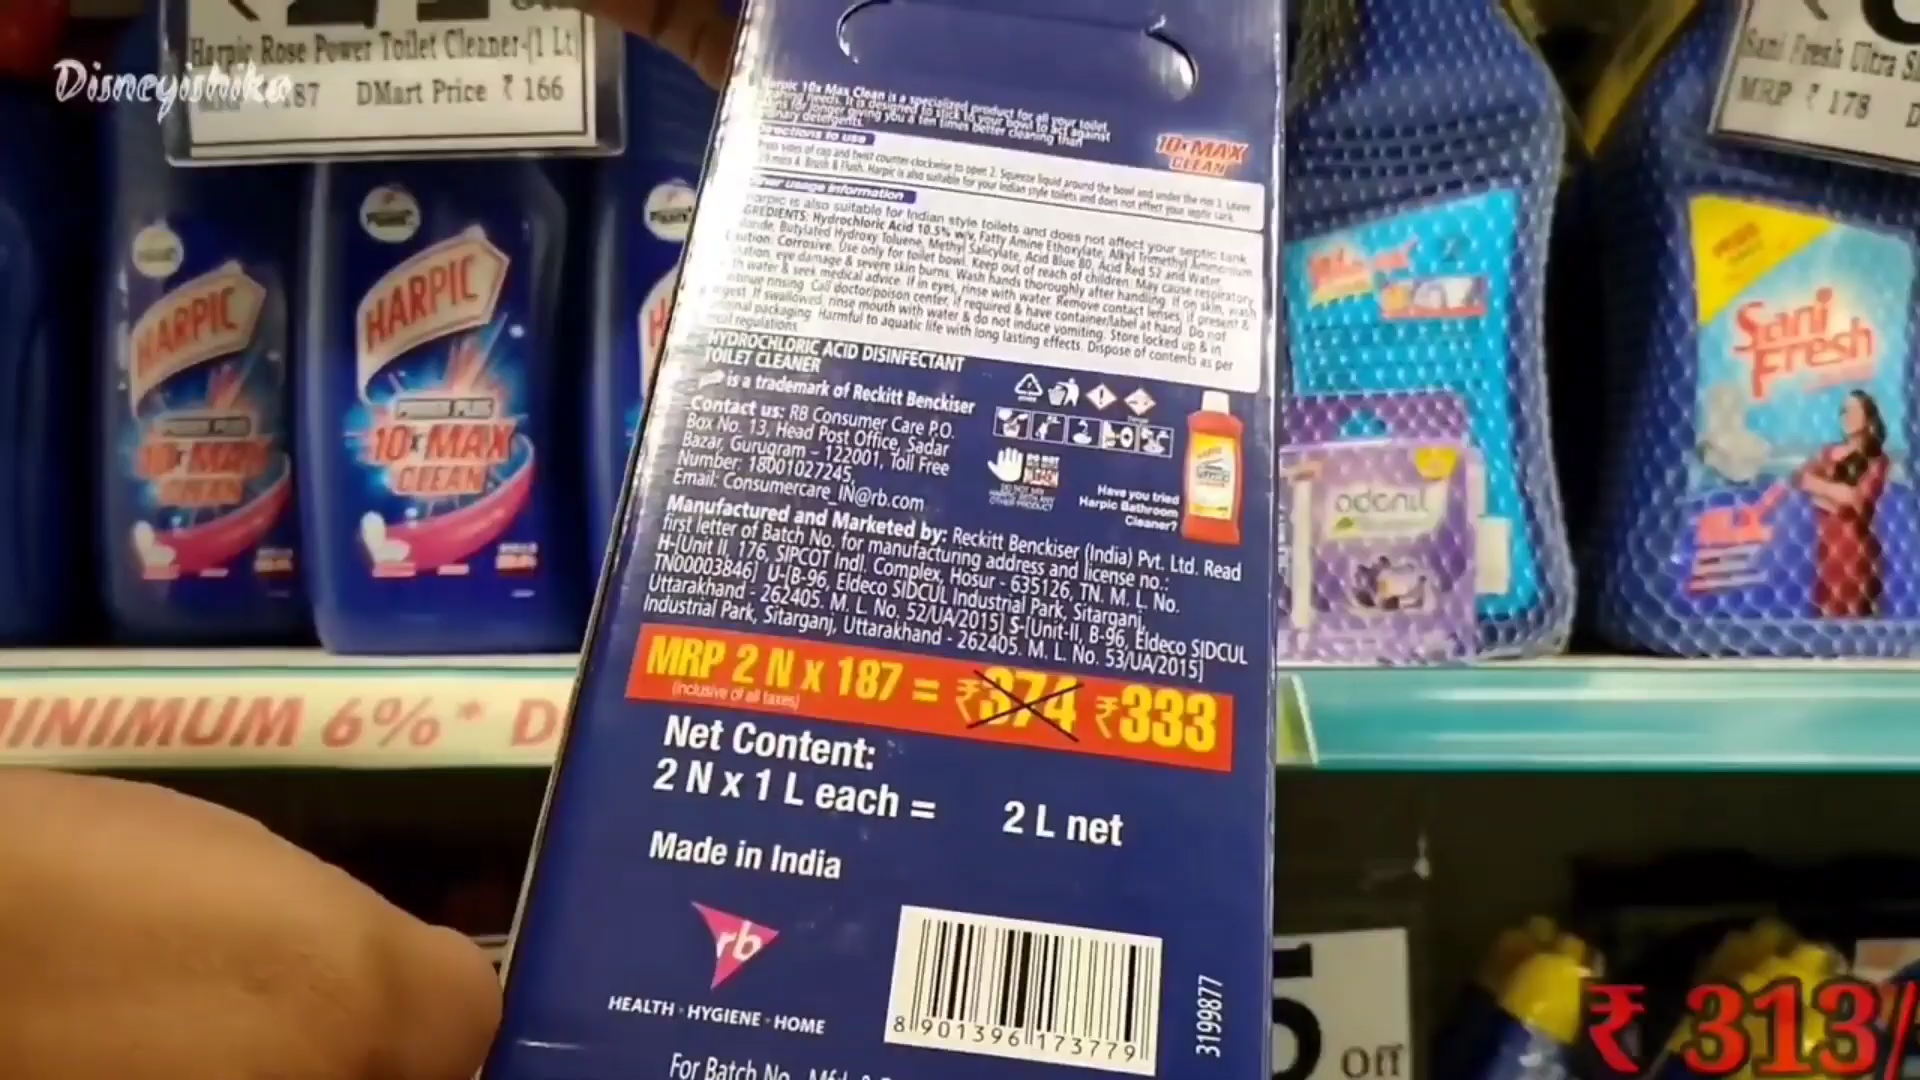 Disneyishika
Harpic Rose Power Toilet Cleaner-(1 Lt
187 DMart Price ₹ 166
Sani Fresh Ultra
MRP ₹ 178
HARPIC
POWER PLUS
10x MAX
CLEAN
HARPIC
POWER PLUS
10x MAX
CLEAN
MINIMUM 6%*
Harpic 10x Max Clean is a specialized product for all your toilet
needs. It is designed to stick to your bowl to act against
for longer giving you a ten times better cleaning than
ordinary detergents.
10x MAX
CLEAN
Directions to use
Press sides of cap and twist counter-clockwise to open 2. Squeeze liquid around the bowl and under the rim 3. Leave
mins 4. Brush & Flush. Harpic is also suitable for your Indian style toilets and does not effect your septic tank.
usage information
Harpic is also suitable for Indian style toilets and does not affect your septic tank
INGREDIENTS: Hydrochloric Acid 10.5% w/v, Fatty Amine Ethoxylate, Alkyl Trimethyl Ammonium
Butylated Hydroxy Toluene, Methyl Salicylate, Acid Blue 80, Acid Red 52 and Water.
Caution: Corrosive. Use only for toilet bowl. Keep out of reach of children. May cause respiratory
eye damage & severe skin burns. Wash hands thoroughly after handling. If on skin, wash
with water & seek medical advice. If in eyes, rinse with water. Remove contact lenses, if present &
continue rinsing. Call doctor/poison center, if required & have container/label at hand. Do not
ingest. If swallowed, rinse mouth with water & do not induce vomiting. Store locked up & in
packaging. Harmful to aquatic life with long lasting effects. Dispose of contents as per
regulations.
HYDROCHLORIC ACID DISINFECTANT
TOILET CLEANER
is a trademark of Reckitt Benckiser
Contact us: RB Consumer Care P.O.
Box No. 13, Head Post Office, Sadar
Bazar, Gurugram – 122001, Toll Free
Number: 18001027245,
Email: Consumercare_IN@rb.com
Have you tried
Harpic Bathroom
Cleaner?
Manufactured and Marketed by: Reckitt Benckiser (India) Pvt. Ltd. Read
first letter of Batch No. for manufacturing address and license no.:
H-[Unit II, 176, SIPCOT Indl. Complex, Hosur - 635126, TN. M. L. No.
TN00003846] U-[B-96, Eldeco SIDCUL Industrial Park, Sitarganj,
Uttarakhand - 262405. M. L. No. 52/UA/2015] S-[Unit-II, B-96, Eldeco SIDCUL
Industrial Park, Sitarganj, Uttarakhand - 262405. M. L. No. 53/UA/2015]
MRP 2 N x 187 = ₹374 ₹333
(Inclusive of all taxes)
Net Content:
2 N x 1 L each = 2 L net
Made in India
rb
HEALTH · HYGIENE · HOME
8 901396 173779
3199877
For Batch No
odonil
Sani
Fresh
Off
₹ 313/